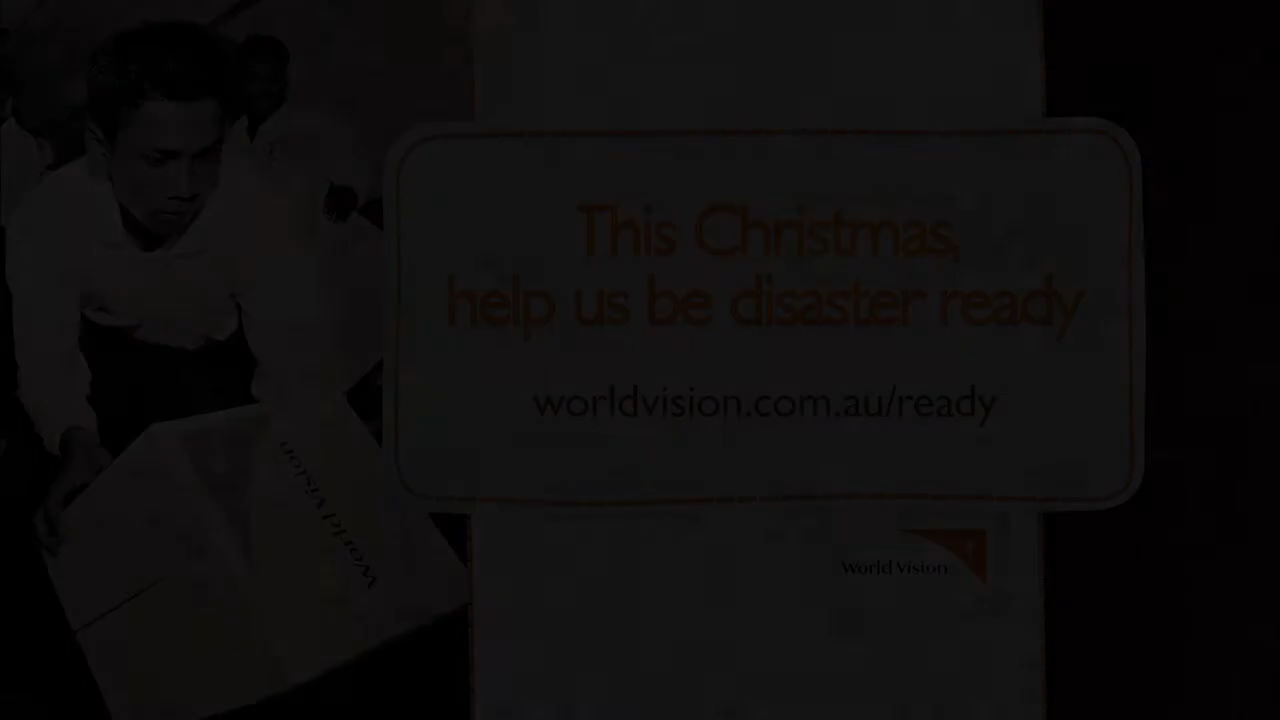 This Christmas,
help us be disaster ready
worldvision.com.au/ready
World Vision
World Vision